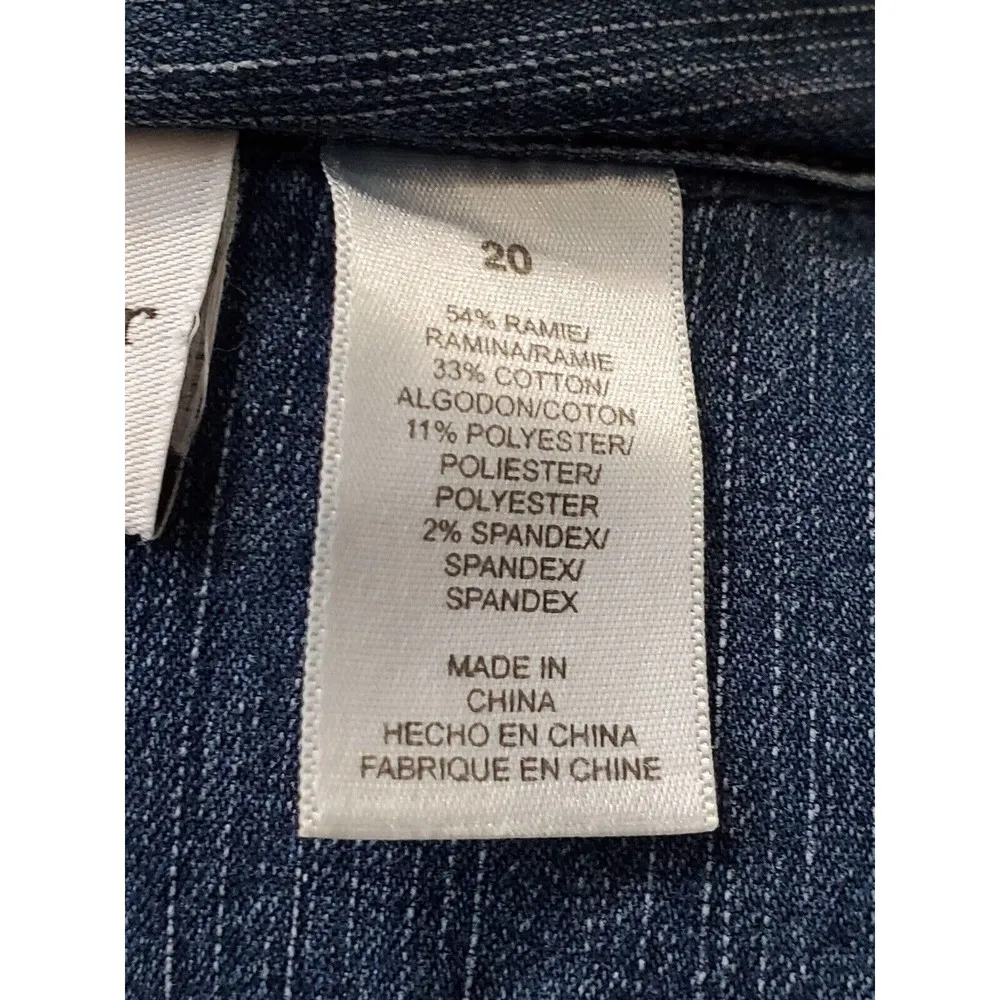 20
54% RAMIE/
RAMINA/RAMIE
33% COTTON/
ALGODON/COTON
11% POLYESTER/
POLIESTER/
POLYESTER
2% SPANDEX/
SPANDEX/
SPANDEX
MADE IN
CHINA
HECHO EN CHINA
FABRIQUE EN CHINE
r